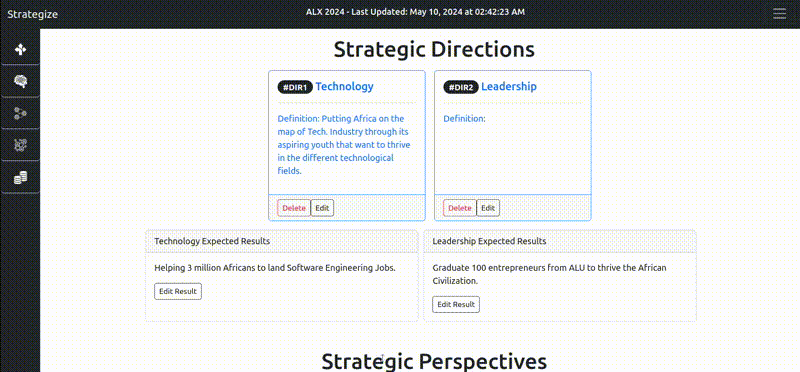 Strategize
ALX 2024 - Last Updated: May 10, 2024 at 02:42:23 AM
Strategic Directions
#DIR1 Technology
Definition: Putting Africa on the
map of Tech. Industry through its
aspiring youth that want to thrive
in the different technological
fields.
Delete Edit
#DIR2 Leadership
Definition:
Delete Edit
Technology Expected Results
Helping 3 million Africans to land Software Engineering Jobs.
Edit Result
Leadership Expected Results
Graduate 100 entrepreneurs from ALU to thrive the African
Civilization.
Edit Result
Strategic Perspectives